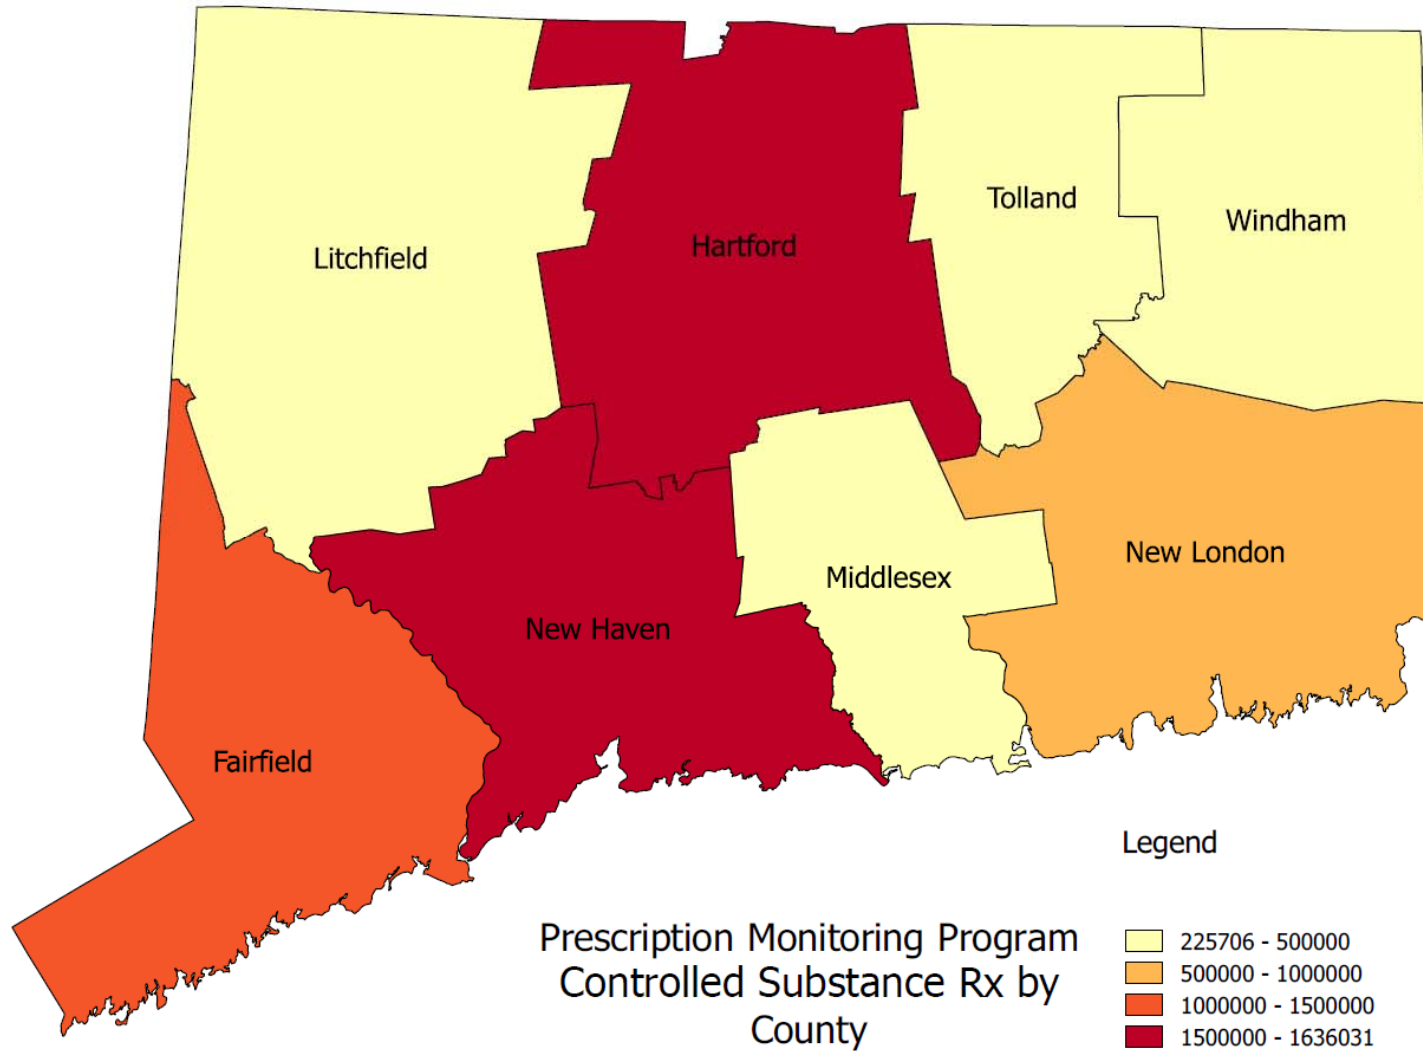 Tolland
Windham
Hartford
Litchfield
New London
Middlesex
New Haven
Fairfield
Legend
Prescription Monitoring Program
Controlled Substance Rx by
County
225706 - 500000
500000 - 1000000
1000000 - 1500000
1500000 - 1636031